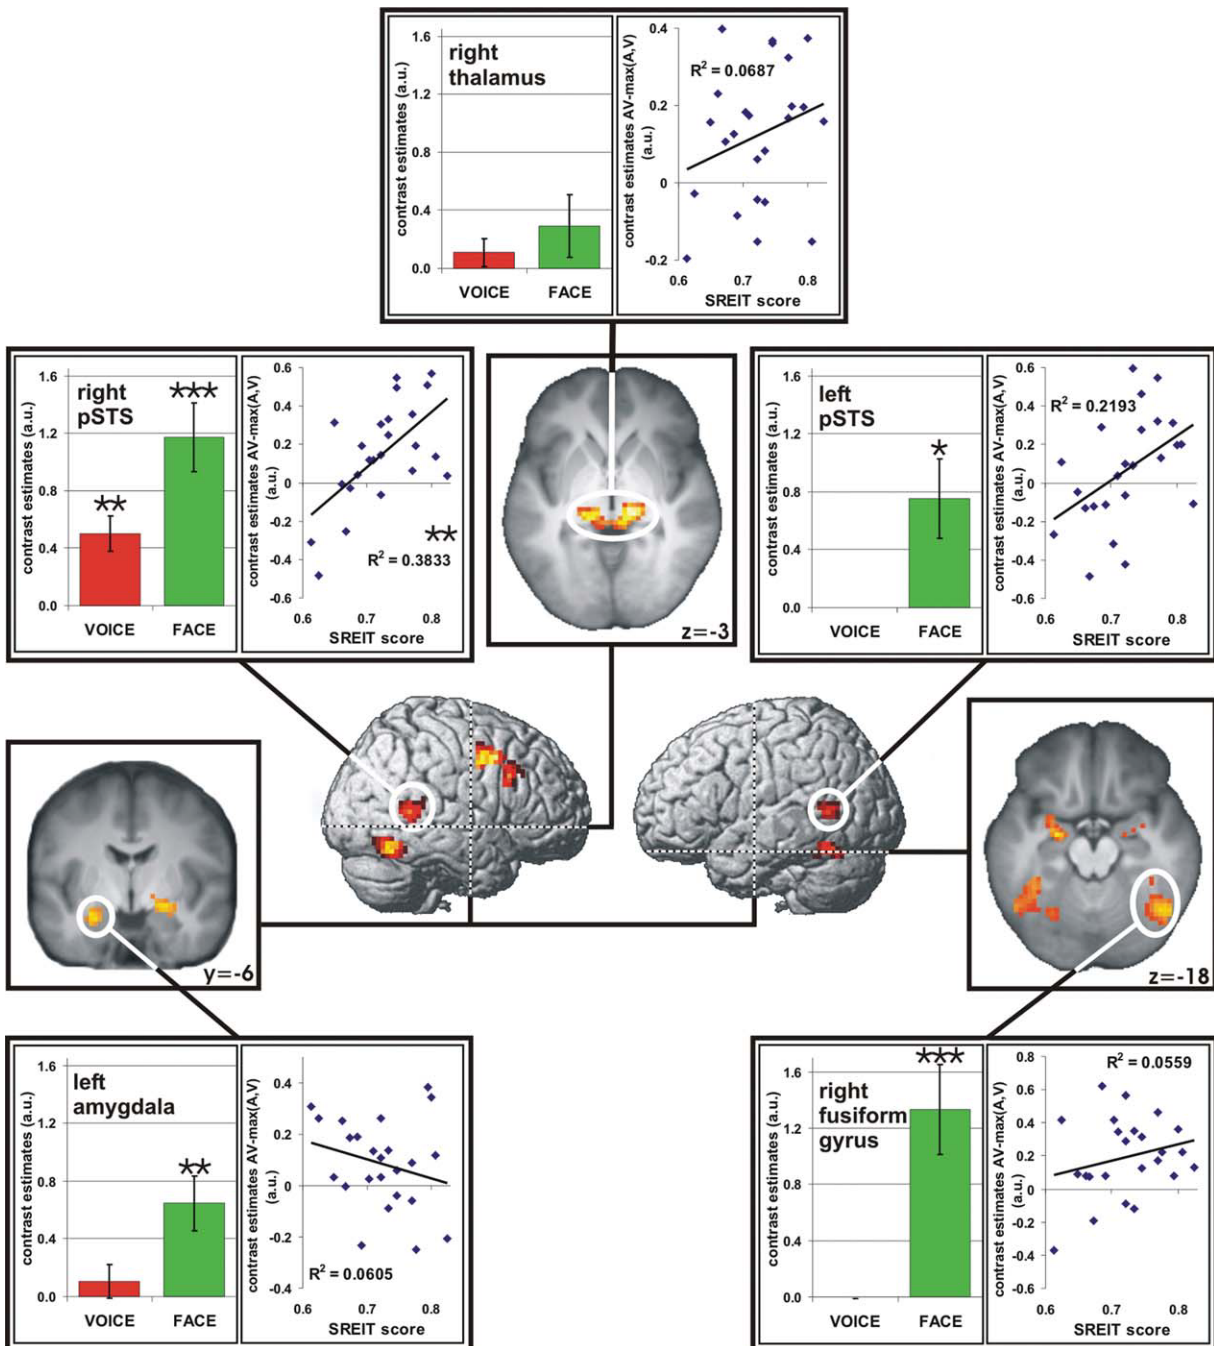 right
thalamus
contrast estimates (a.u.)
1.6
1.2
0.8
0.4
0.0
VOICE FACE
contrast estimates AV-max(A,V)
(a.u.)
0.4
0.2
0
-0.2
R² = 0.0687
0.6 0.7 0.8
SREIT score
right
pSTS
contrast estimates (a.u.)
1.6
1.2
0.8
0.4
0.0
**
***
VOICE FACE
contrast estimates AV-max(A,V)
(a.u.)
0.6
0.4
0.2
0
-0.2
-0.4
-0.6
**
R² = 0.3833
0.6 0.7 0.8
SREIT score
z=-3
left
pSTS
contrast estimates (a.u.)
1.6
1.2
0.8
0.4
0.0
*
VOICE FACE
contrast estimates AV-max(A,V)
(a.u.)
0.6
0.4
0.2
0
-0.2
-0.4
-0.6
R² = 0.2193
0.6 0.7 0.8
SREIT score
y=-6
z=-18
left
amygdala
contrast estimates (a.u.)
1.6
1.2
0.8
0.4
0.0
**
VOICE FACE
contrast estimates AV-max(A,V)
(a.u.)
0.4
0.2
0
-0.2
-0.4
R² = 0.0605
0.6 0.7 0.8
SREIT score
right
fusiform
gyrus
contrast estimates (a.u.)
1.6
1.2
0.8
0.4
0.0
***
VOICE FACE
contrast estimates AV-max(A,V)
(a.u.)
0.8
0.6
0.4
0.2
0
-0.2
-0.4
-0.6
R² = 0.0559
0.6 0.7 0.8
SREIT score